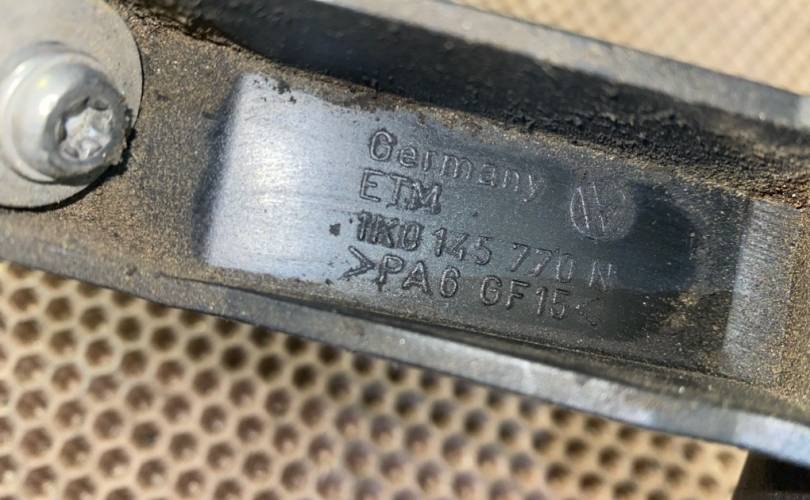 Germany
ETM
1K0 145 770 N
>PA6 GF15<